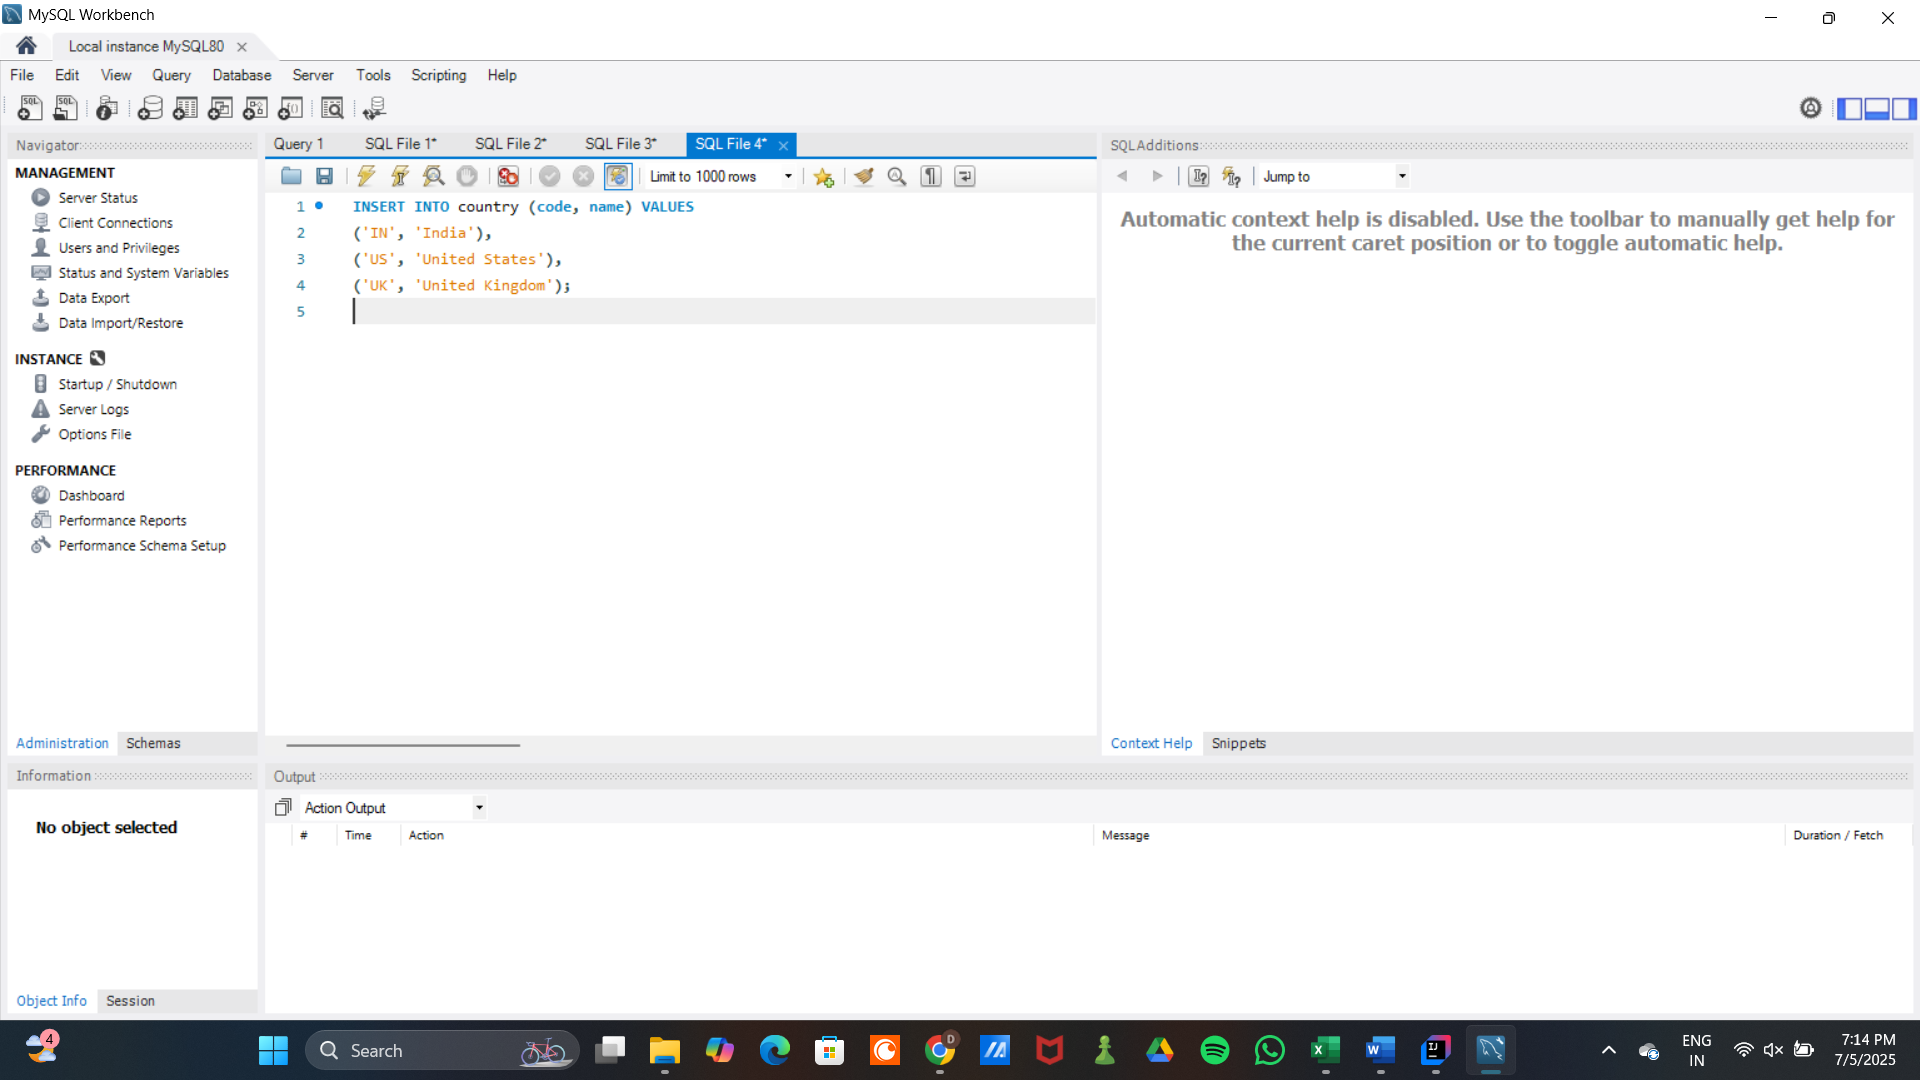 MySQL Workbench
Local instance MySQL80
File Edit View Query Database Server Tools Scripting Help
Navigator
MANAGEMENT
Server Status
Client Connections
Users and Privileges
Status and System Variables
Data Export
Data Import/Restore
INSTANCE
Startup / Shutdown
Server Logs
Options File
PERFORMANCE
Dashboard
Performance Reports
Performance Schema Setup
Administration Schemas
Information
No object selected
Object Info Session
Query 1 SQL File 1* SQL File 2* SQL File 3* SQL File 4*
Limit to 1000 rows
1 INSERT INTO country (code, name) VALUES
2 ('IN', 'India'),
3 ('US', 'United States'),
4 ('UK', 'United Kingdom');
5
SQLAdditions
Jump to
Automatic context help is disabled. Use the toolbar to manually get help for
the current caret position or to toggle automatic help.
Context Help Snippets
Output
Action Output
# Time Action Message Duration / Fetch
4
Search
D
ENG
IN
7:14 PM
7/5/2025